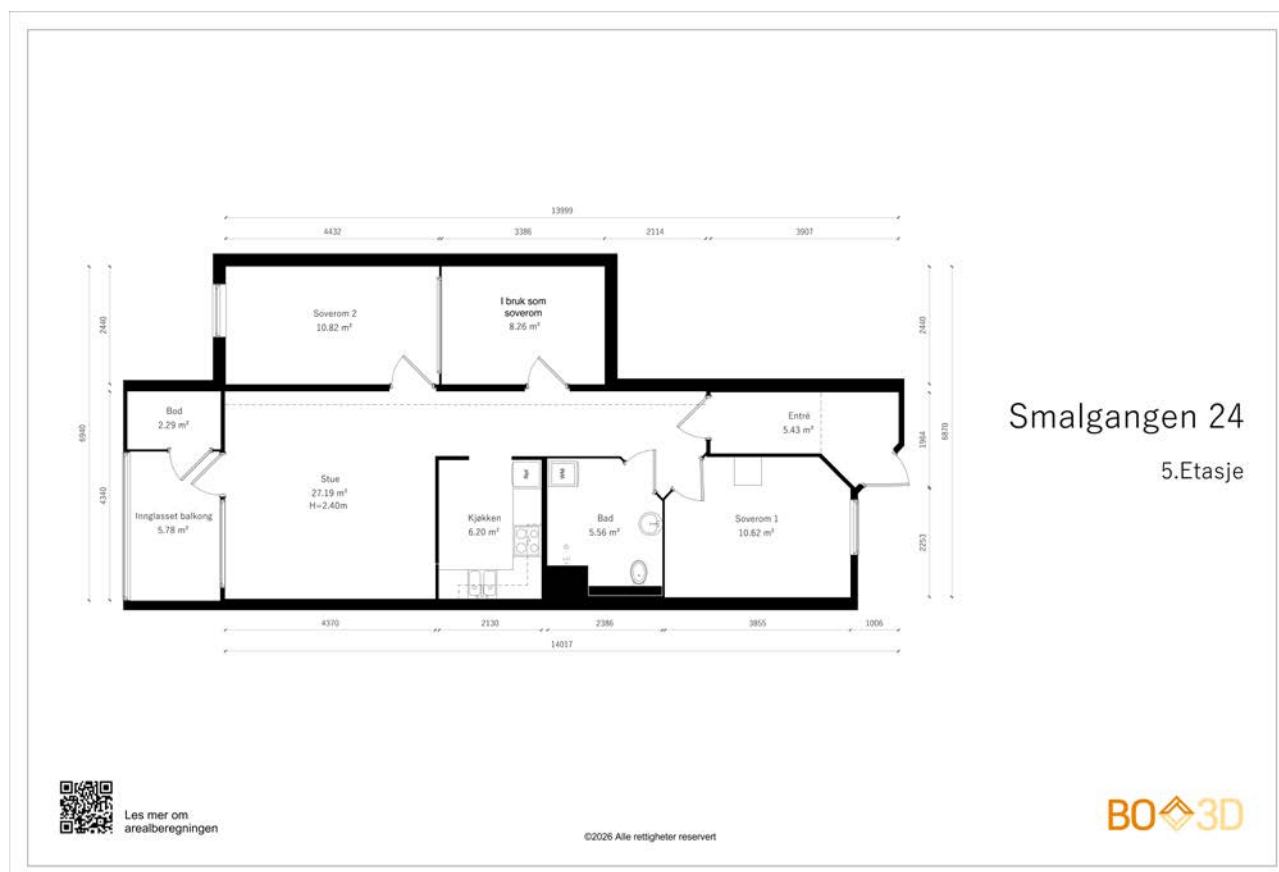 13999
4432
3386
2114
3907
2440
6940
4340
Soverom 2
10.82 m²
I bruk som
soverom
8.26 m²
2440
1964
6870
2253
Bod
2.29 m²
Entré
5.43 m²
Stue
27.19 m²
H=2.40m
Innglasset balkong
5.78 m²
Kjøkken
6.20 m²
Bad
5.56 m²
WM
Soverom 1
10.62 m²
4370
2130
2386
3855
1006
14017
Smalgangen 24
5.Etasje
Les mer om
arealberegningen
©2026 Alle rettigheter reservert
BO 3D